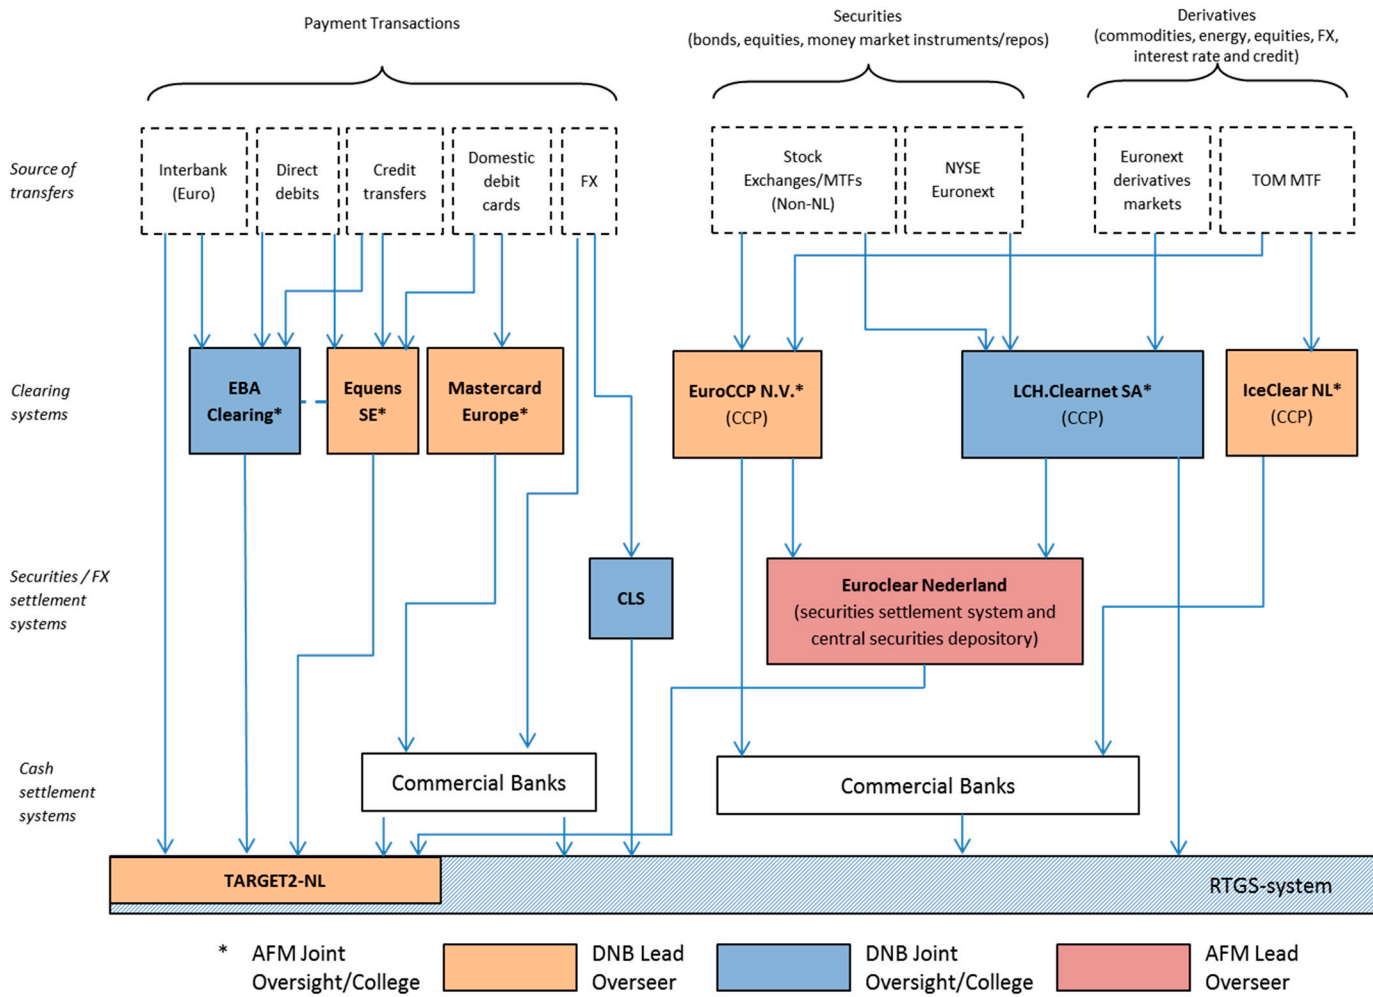 Payment Transactions
Securities
(bonds, equities, money market instruments/repos)
Derivatives
(commodities, energy, equities, FX,
interest rate and credit)
Source of
transfers
Interbank
(Euro)
Direct
debits
Credit
transfers
Domestic
debit
cards
FX
Stock
Exchanges/MTFs
(Non-NL)
NYSE
Euronext
Euronext
derivatives
markets
TOM MTF
Clearing
systems
EBA
Clearing*
Equens
SE*
Mastercard
Europe*
EuroCCP N.V.*
(CCP)
LCH.Clearnet SA*
(CCP)
IceClear NL*
(CCP)
Securities / FX
settlement
systems
CLS
Euroclear Nederland
(securities settlement system and
central securities depository)
Cash
settlement
systems
Commercial Banks
Commercial Banks
TARGET2-NL
RTGS-system
* AFM Joint
Oversight/College
DNB Lead
Overseer
DNB Joint
Oversight/College
AFM Lead
Overseer